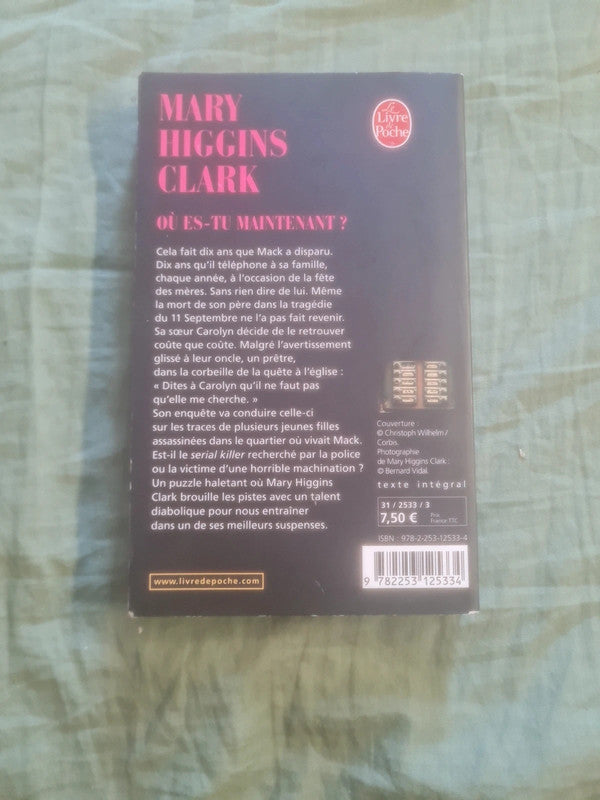 MARY
HIGGINS
CLARK
Le
Livre
de
Poche
OÙ ES-TU MAINTENANT ?
Cela fait dix ans que Mack a disparu.
Dix ans qu'il téléphone à sa famille,
chaque année, à l'occasion de la fête
des mères. Sans rien dire de lui. Même
la mort de son père dans la tragédie
du 11 Septembre ne l'a pas fait revenir.
Sa sœur Carolyn décide de le retrouver
coûte que coûte. Malgré l'avertissement
glissé à leur oncle, un prêtre,
dans la corbeille de la quête à l'église :
« Dites à Carolyn qu'il ne faut pas
qu'elle me cherche. »
Son enquête va conduire celle-ci
sur les traces de plusieurs jeunes filles
assassinées dans le quartier où vivait Mack.
Est-il le serial killer recherché par la police
ou la victime d'une horrible machination ?
Un puzzle haletant où Mary Higgins
Clark brouille les pistes avec un talent
diabolique pour nous entraîner
dans un de ses meilleurs suspenses.
www.livredepoche.com
Couverture :
© Christoph Wilhelm /
Corbis.
Photographie
de Mary Higgins Clark :
© Bernard Vidal.
texte intégral
31 / 2533 / 3
7,50 €
Prix
France TTC
ISBN : 978-2-253-12533-4
9 782253 125334